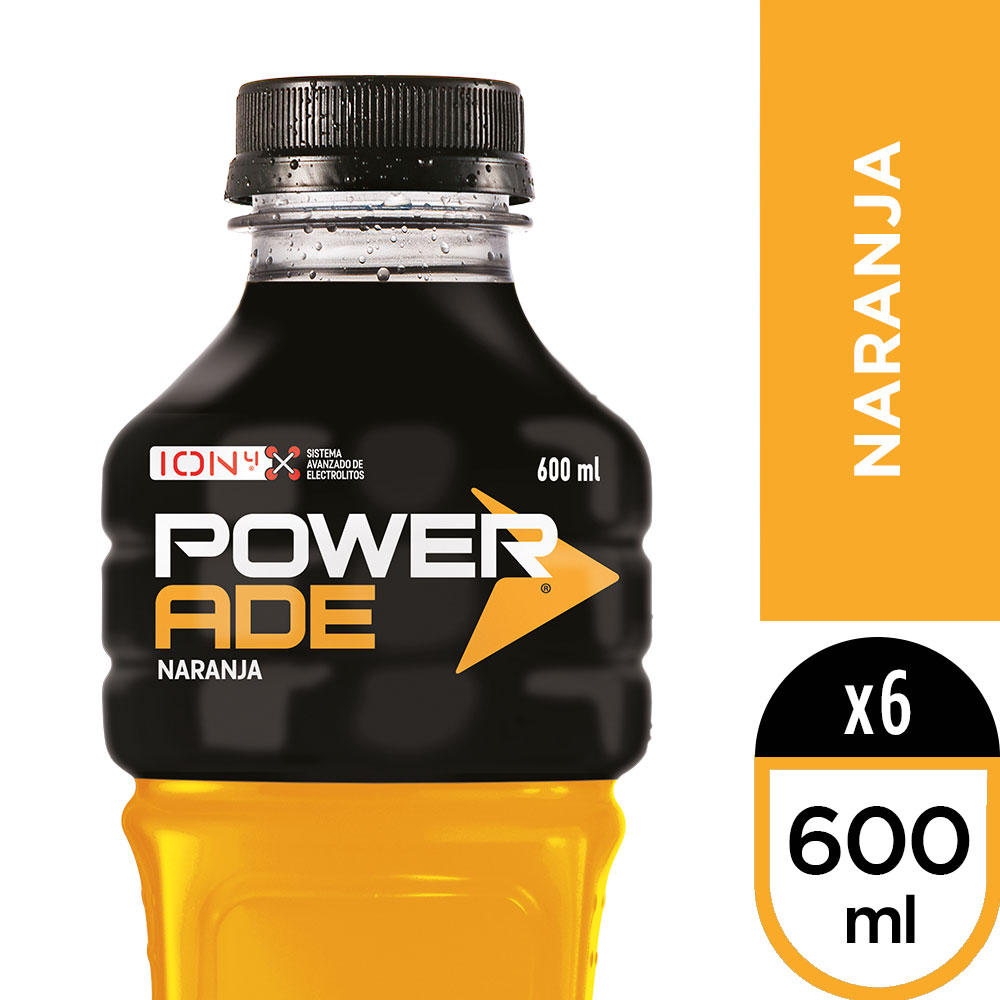 ION4®
SISTEMA
AVANZADO DE
ELECTROLITOS
600 ml
POWER
ADE
®
NARANJA
NARANJA
x6
600
ml